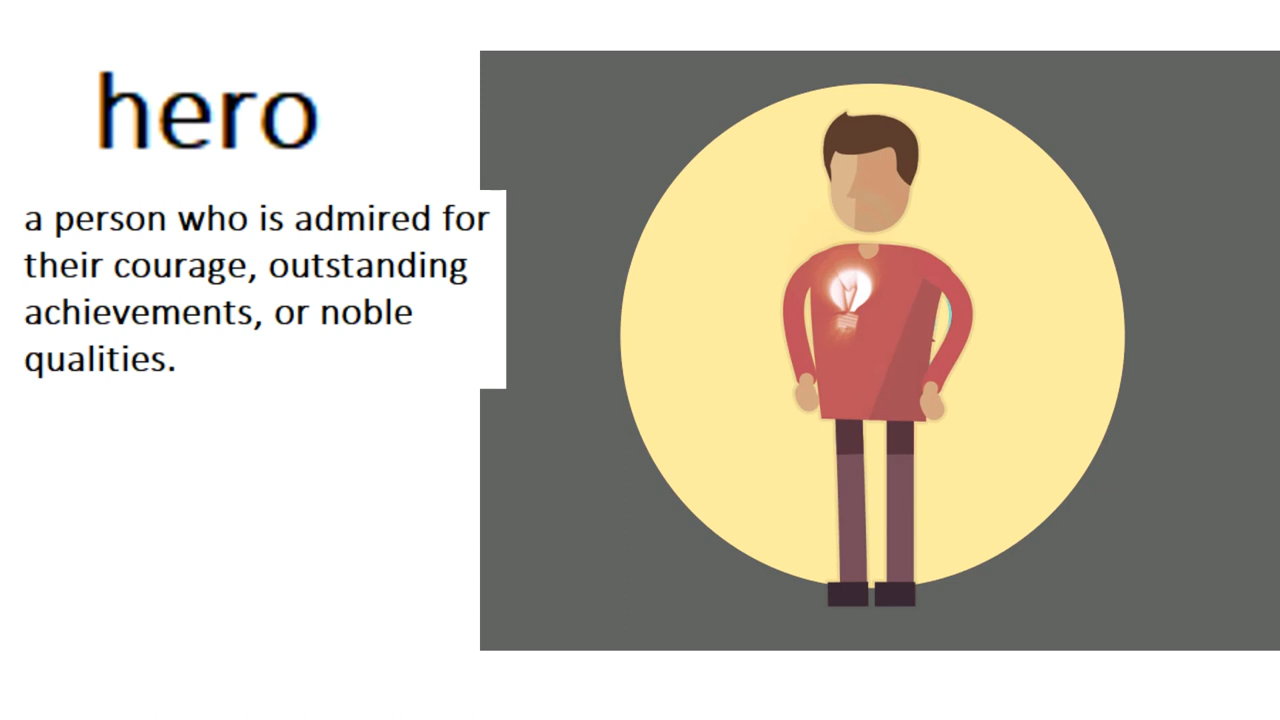 hero
a person who is admired for
their courage, outstanding
achievements, or noble
qualities.